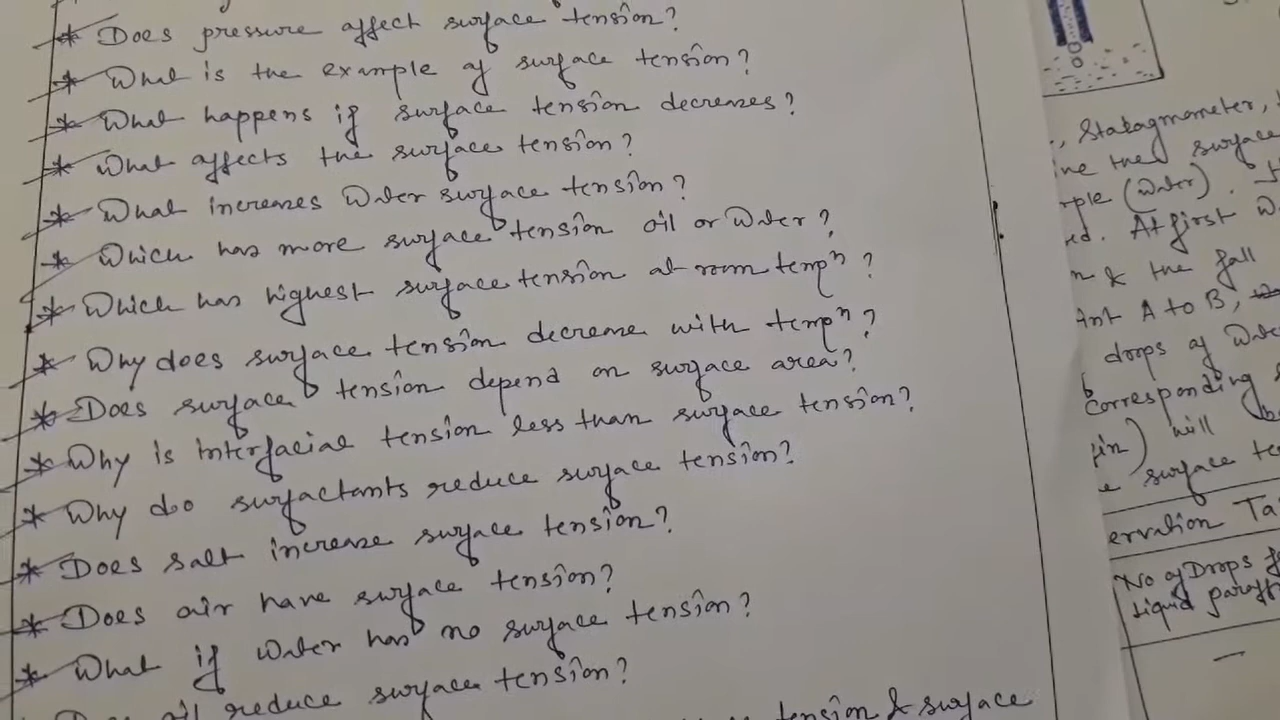 * Does pressure affect surface tension?
* What is the example of surface tension?
* What happens if surface tension decreases?
* What affects the surface tension?
* What increases Water surface tension?
* Which has more surface tension oil or Water?
* Which has highest surface tension at room tempⁿ?
* Why does surface tension decrease with tempⁿ?
* Does surface tension depend on surface area?
* Why is Interfacial tension less than surface tension?
* Why do surfactants reduce surface tension?
* Does salt increase surface tension?
* Does air have surface tension?
* What if Water has no surface tension?
oil reduce surface tension?
tension & surface
, Stalagmometer,
the surface
(Water).
. At first
& the fall
A to B,
drops of
Corresponding
) will
surface
No of Drops
Liquid